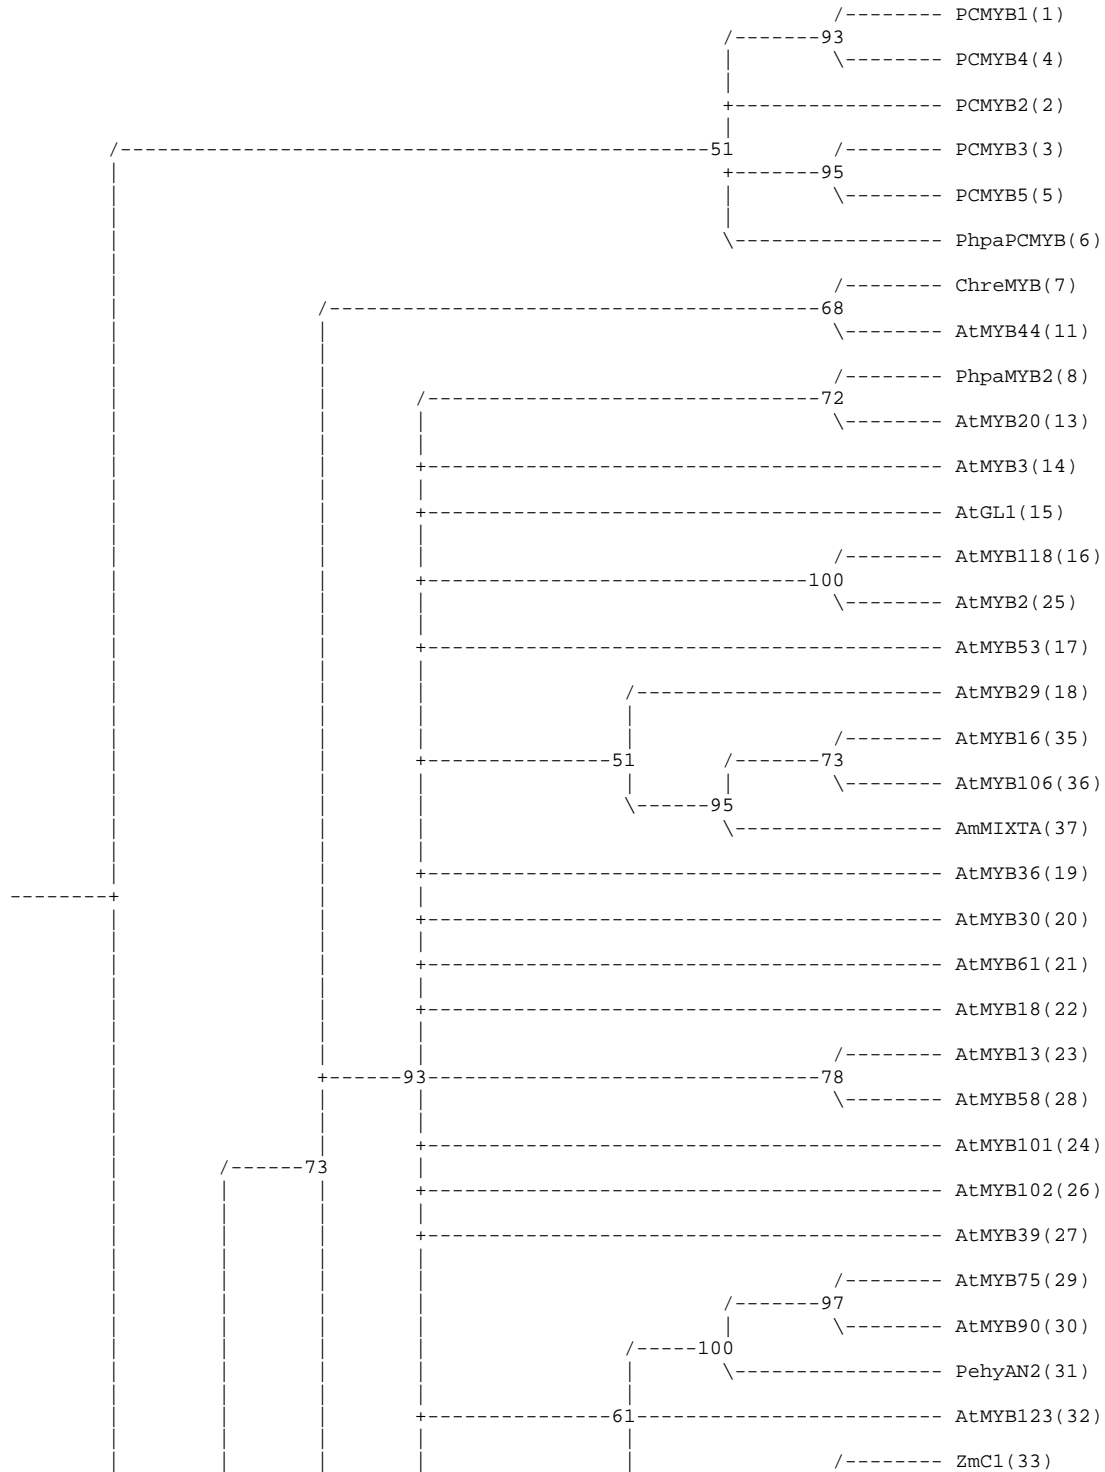 PCMYB1(1)
93
PCMYB4(4)
PCMYB2(2)
51
PCMYB3(3)
95
PCMYB5(5)
PhpaPCMYB(6)
ChreMYB(7)
68
AtMYB44(11)
PhpaMYB2(8)
72
AtMYB20(13)
AtMYB3(14)
AtGL1(15)
AtMYB118(16)
100
AtMYB2(25)
AtMYB53(17)
AtMYB29(18)
AtMYB16(35)
51 73
AtMYB106(36)
95
AmMIXTA(37)
AtMYB36(19)
AtMYB30(20)
AtMYB61(21)
AtMYB18(22)
AtMYB13(23)
93 78
AtMYB58(28)
AtMYB101(24)
73
AtMYB102(26)
AtMYB39(27)
AtMYB75(29)
97
AtMYB90(30)
100
PehyAN2(31)
61 AtMYB123(32)
ZmC1(33)